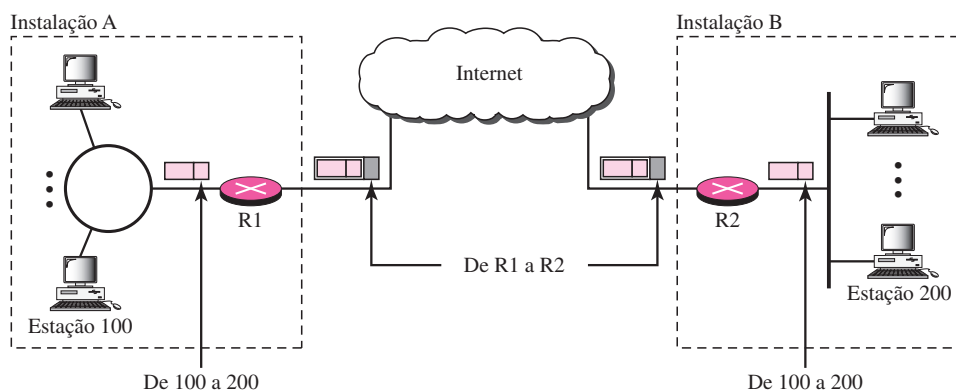 Instalação A
Instalação B
Internet
R1
R2
De R1 a R2
Estação 100
Estação 200
De 100 a 200
De 100 a 200